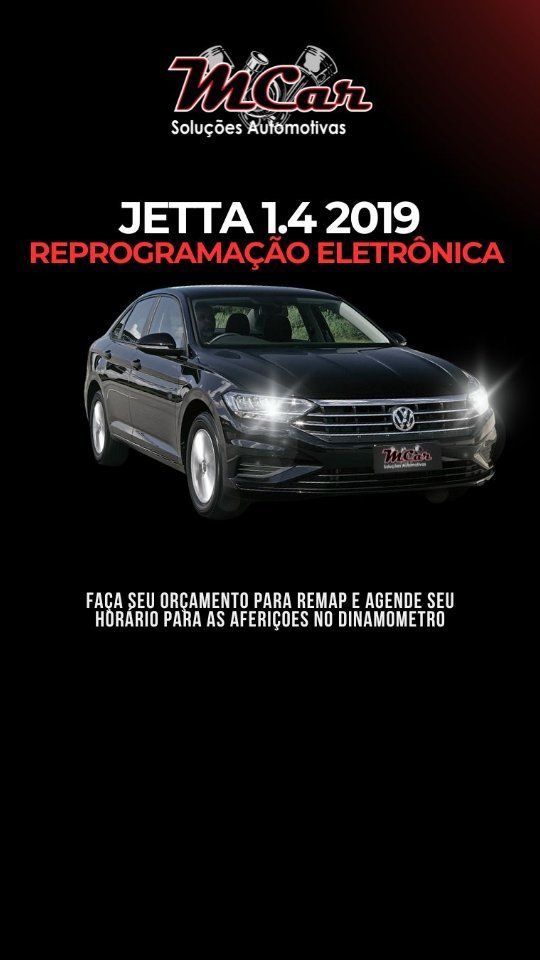 MCar
Soluções Automotivas
JETTA 1.4 2019
REPROGRAMAÇÃO ELETRÔNICA
MCar
Soluções Automotivas
FAÇA SEU ORÇAMENTO PARA REMAP E AGENDE SEU
HORÁRIO PARA AS AFERIÇOES NO DINAMOMETRO